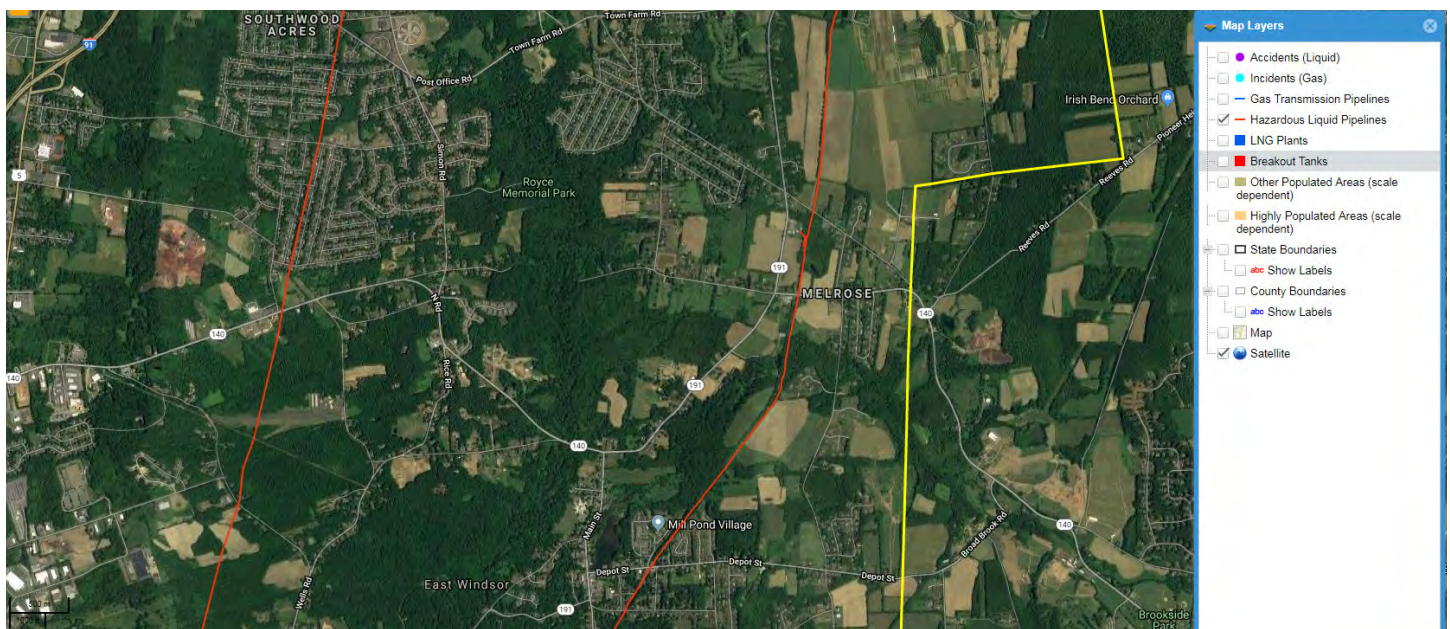 SOUTHWOOD
ACRES
91
Town Farm Rd
Town Farm Rd
Post Office Rd
Simon Rd
Royce
Memorial Park
5
Irish Bend Orchard
Reeves Rd
Reeves Rd
191
MELROSE
140
140
140
N Rd
Rice Rd
191
140
Main St
Mill Pond Village
Depot St
Depot St
Depot St
Broad Brook Rd
140
East Windsor
191
Wells Rd
Brookside
Park
Map Layers
Accidents (Liquid)
Incidents (Gas)
Gas Transmission Pipelines
Hazardous Liquid Pipelines
LNG Plants
Breakout Tanks
Other Populated Areas (scale
dependent)
Highly Populated Areas (scale
dependent)
State Boundaries
abc Show Labels
County Boundaries
abc Show Labels
Map
Satellite